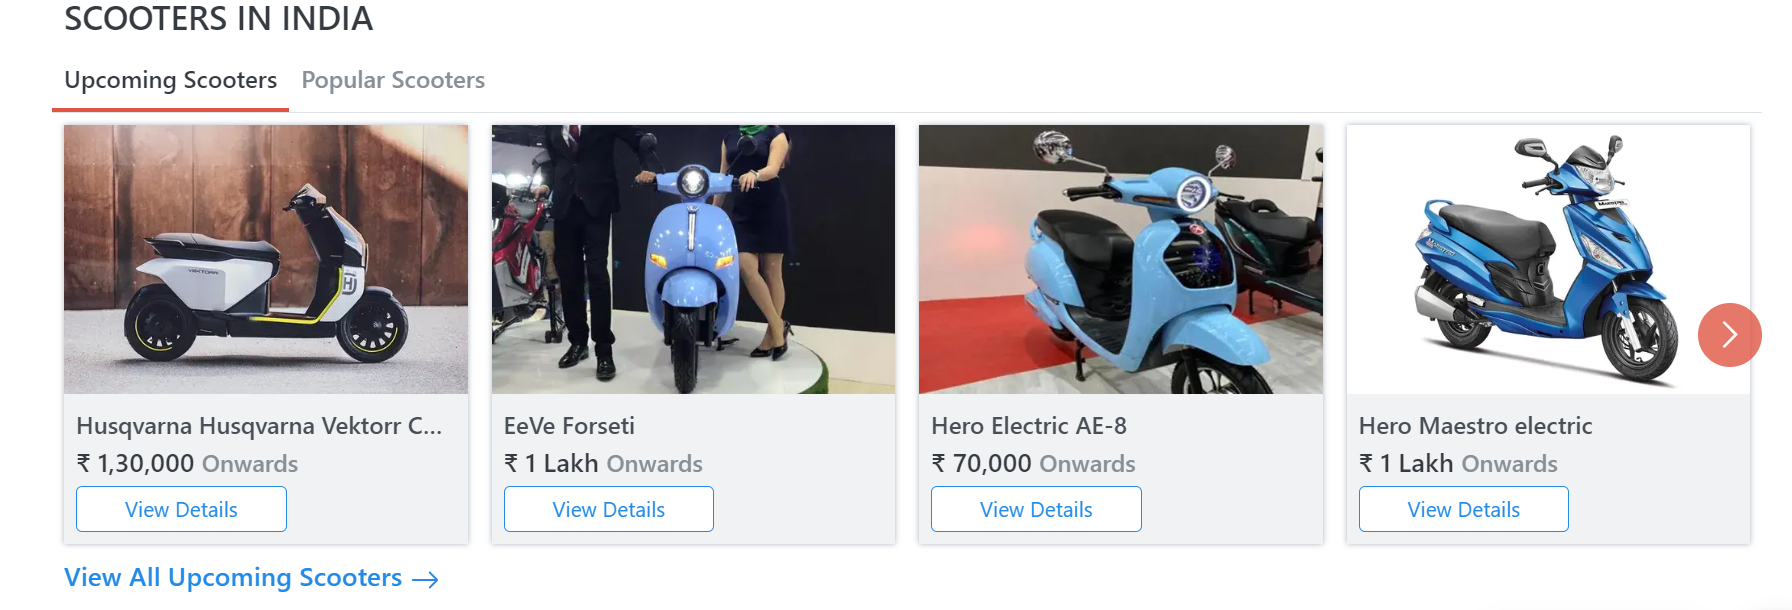 SCOOTERS IN INDIA
Upcoming Scooters Popular Scooters
VEKTORR
MAESTRO
Husqvarna Husqvarna Vektorr C...
₹ 1,30,000 Onwards
View Details
EeVe Forseti
₹ 1 Lakh Onwards
View Details
Hero Electric AE-8
₹ 70,000 Onwards
View Details
Hero Maestro electric
₹ 1 Lakh Onwards
View Details
View All Upcoming Scooters →